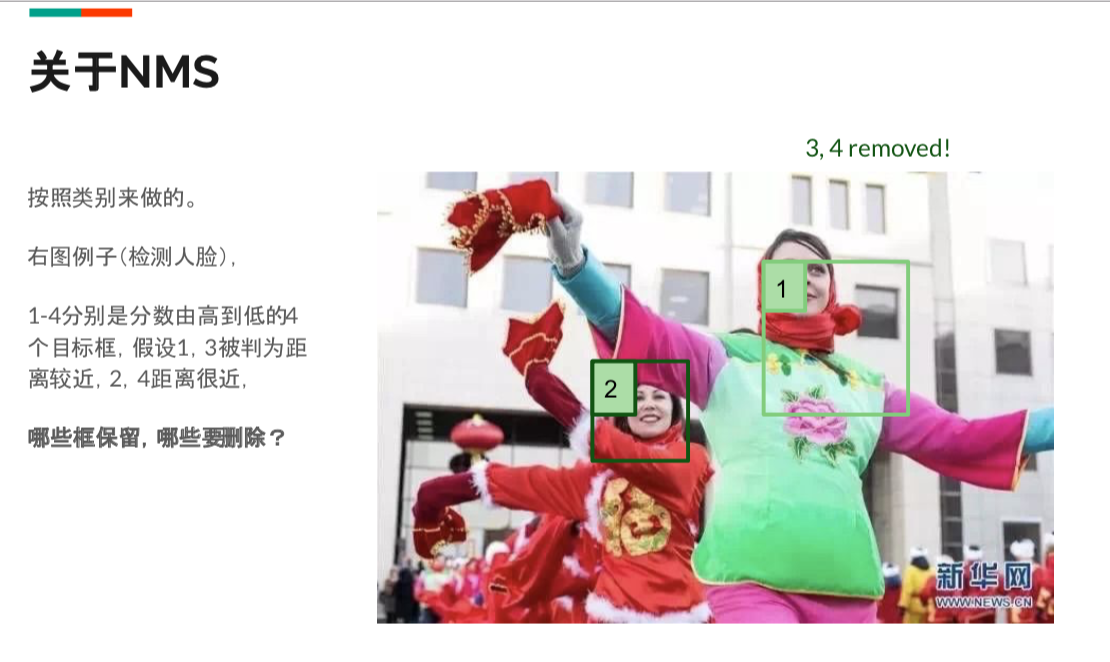 关于NMS
3, 4 removed!
按照类别来做的。
右图例子（检测人脸），
1-4分别是分数由高到低的4
个目标框，假设1，3被判为距
离较近，2，4距离很近，
哪些框保留，哪些要删除？
1
2
福
新华网
WWW.NEWS.CN